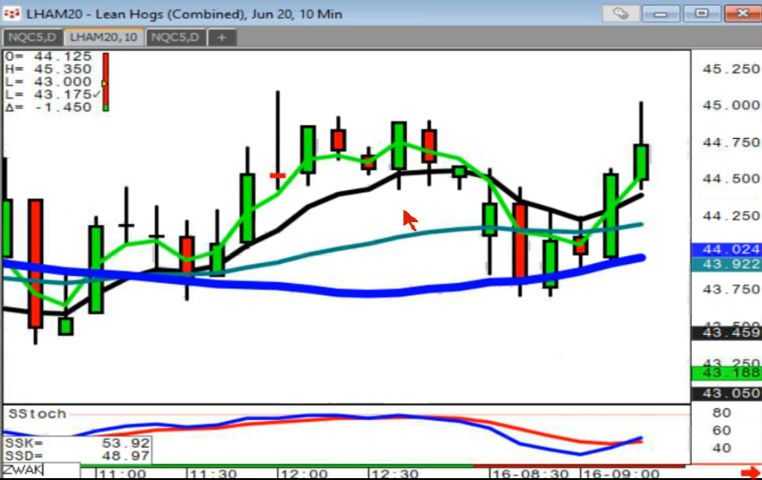 LHAM20 - Lean Hogs (Combined), Jun 20, 10 Min
NQC5,D LHAM20,10 NQC5,D +
O= 44.125
H= 45.350
L= 43.000
L= 43.175✓
Δ= -1.450
45.250
45.000
44.750
44.500
44.250
44.024
43.922
43.750
43.459
43.250
43.188
43.050
SStoch
80
60
40
SSK= 53.92
SSD= 48.97
ZWAK
11:00 11:30 12:00 12:30 16-08:30 16-09:00